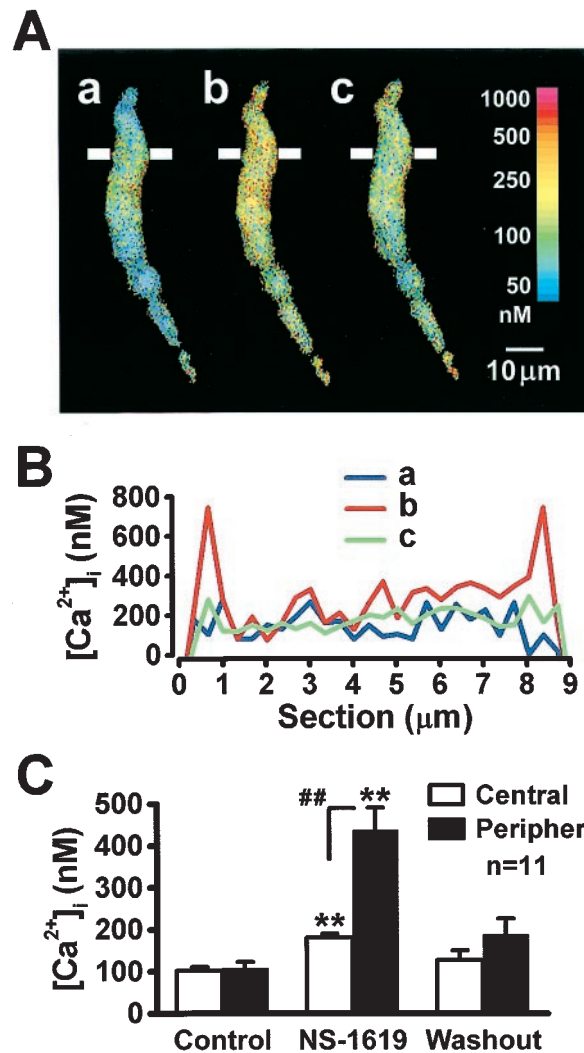 A
a b c
1000
500
250
100
50
nM
10 μm
B
a
b
c
[Ca²⁺]ᵢ (nM)
800
600
400
200
0
0 1 2 3 4 5 6 7 8 9
Section (μm)
C
[Ca²⁺]ᵢ (nM)
500
400
300
200
100
0
## **
**
Central
Peripher
n=11
Control NS-1619 Washout